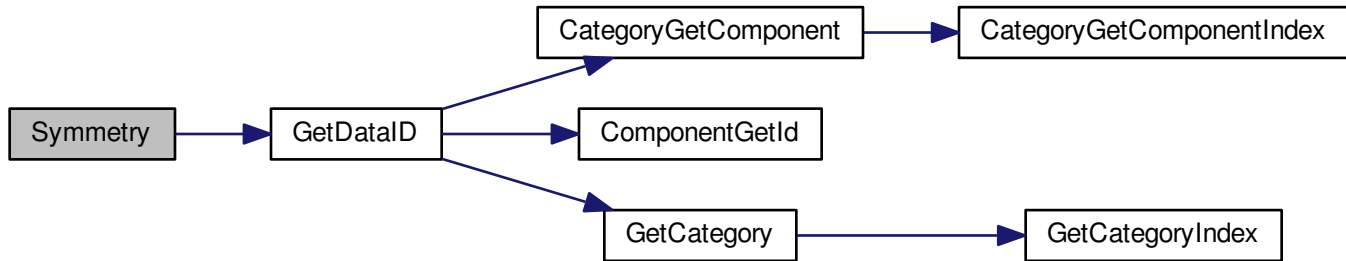 CategoryGetComponent
CategoryGetComponentIndex
Symmetry
GetDataID
ComponentGetId
GetCategory
GetCategoryIndex